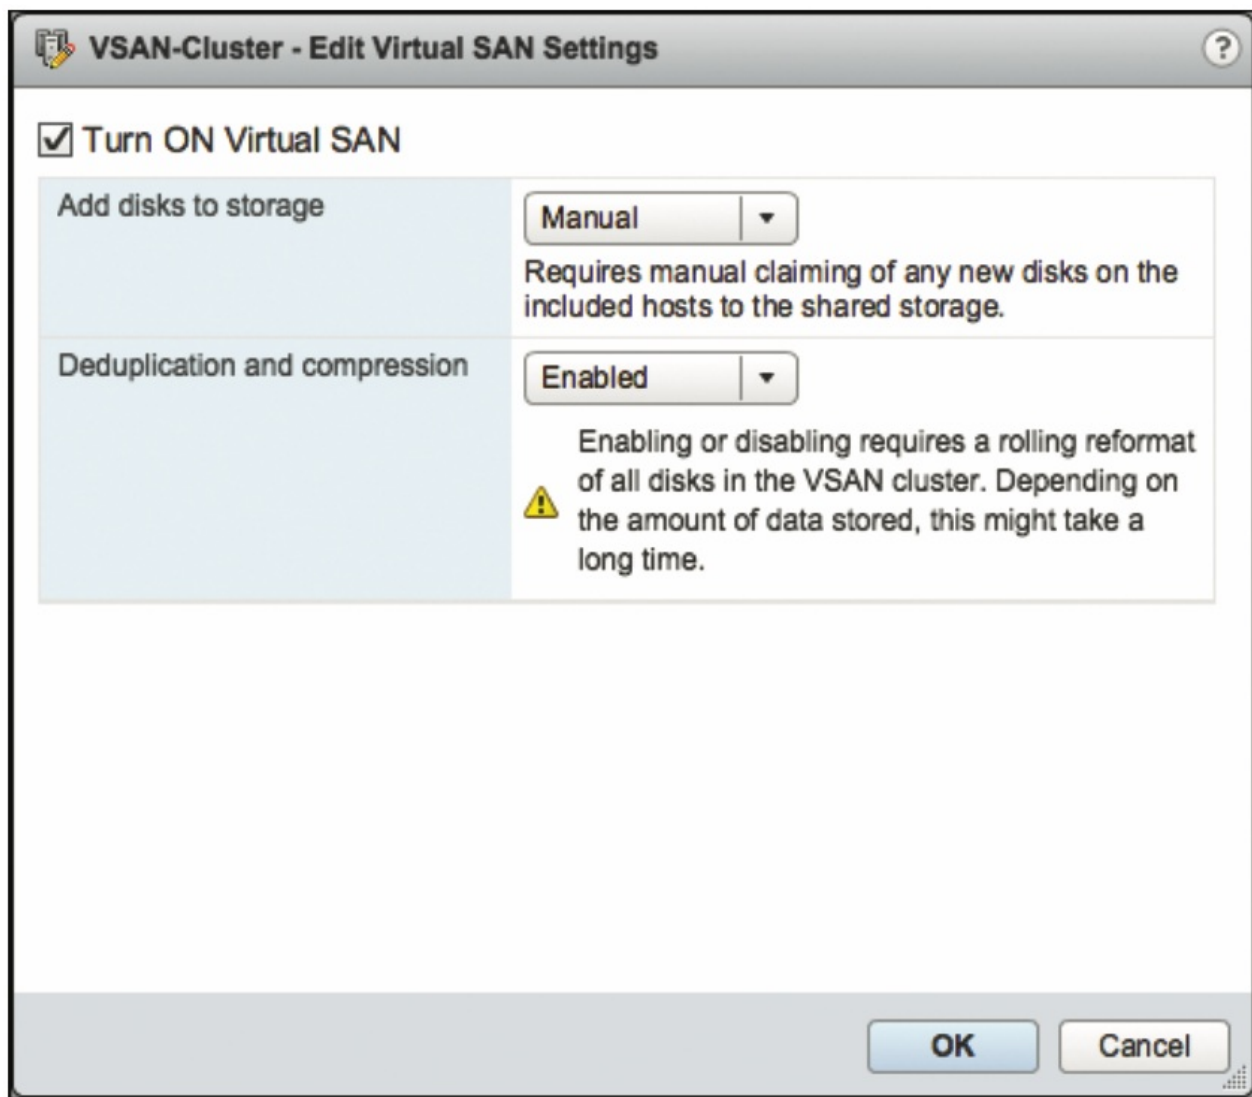 VSAN-Cluster - Edit Virtual SAN Settings
?
Turn ON Virtual SAN
Add disks to storage
Manual
Requires manual claiming of any new disks on the
included hosts to the shared storage.
Deduplication and compression
Enabled
Enabling or disabling requires a rolling reformat
of all disks in the VSAN cluster. Depending on
the amount of data stored, this might take a
long time.
OK
Cancel